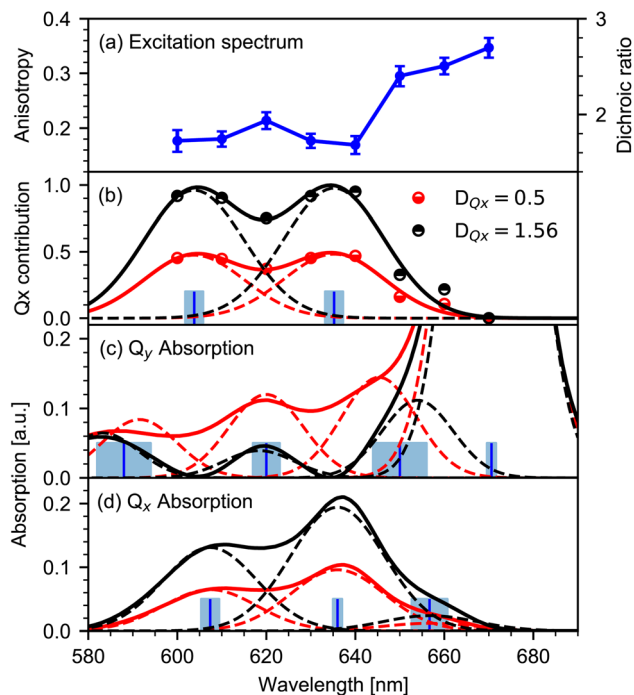 (a) Excitation spectrum
Anisotropy
0.4
0.3
0.2
Dichroic ratio
3
2
(b)
Qx contribution
1.0
0.5
0.0
D_Qx = 0.5
D_Qx = 1.56
(c) Q_y Absorption
0.2
0.1
0.0
Absorption [a.u.]
(d) Q_x Absorption
0.2
0.1
0.0
580 600 620 640 660 680
Wavelength [nm]